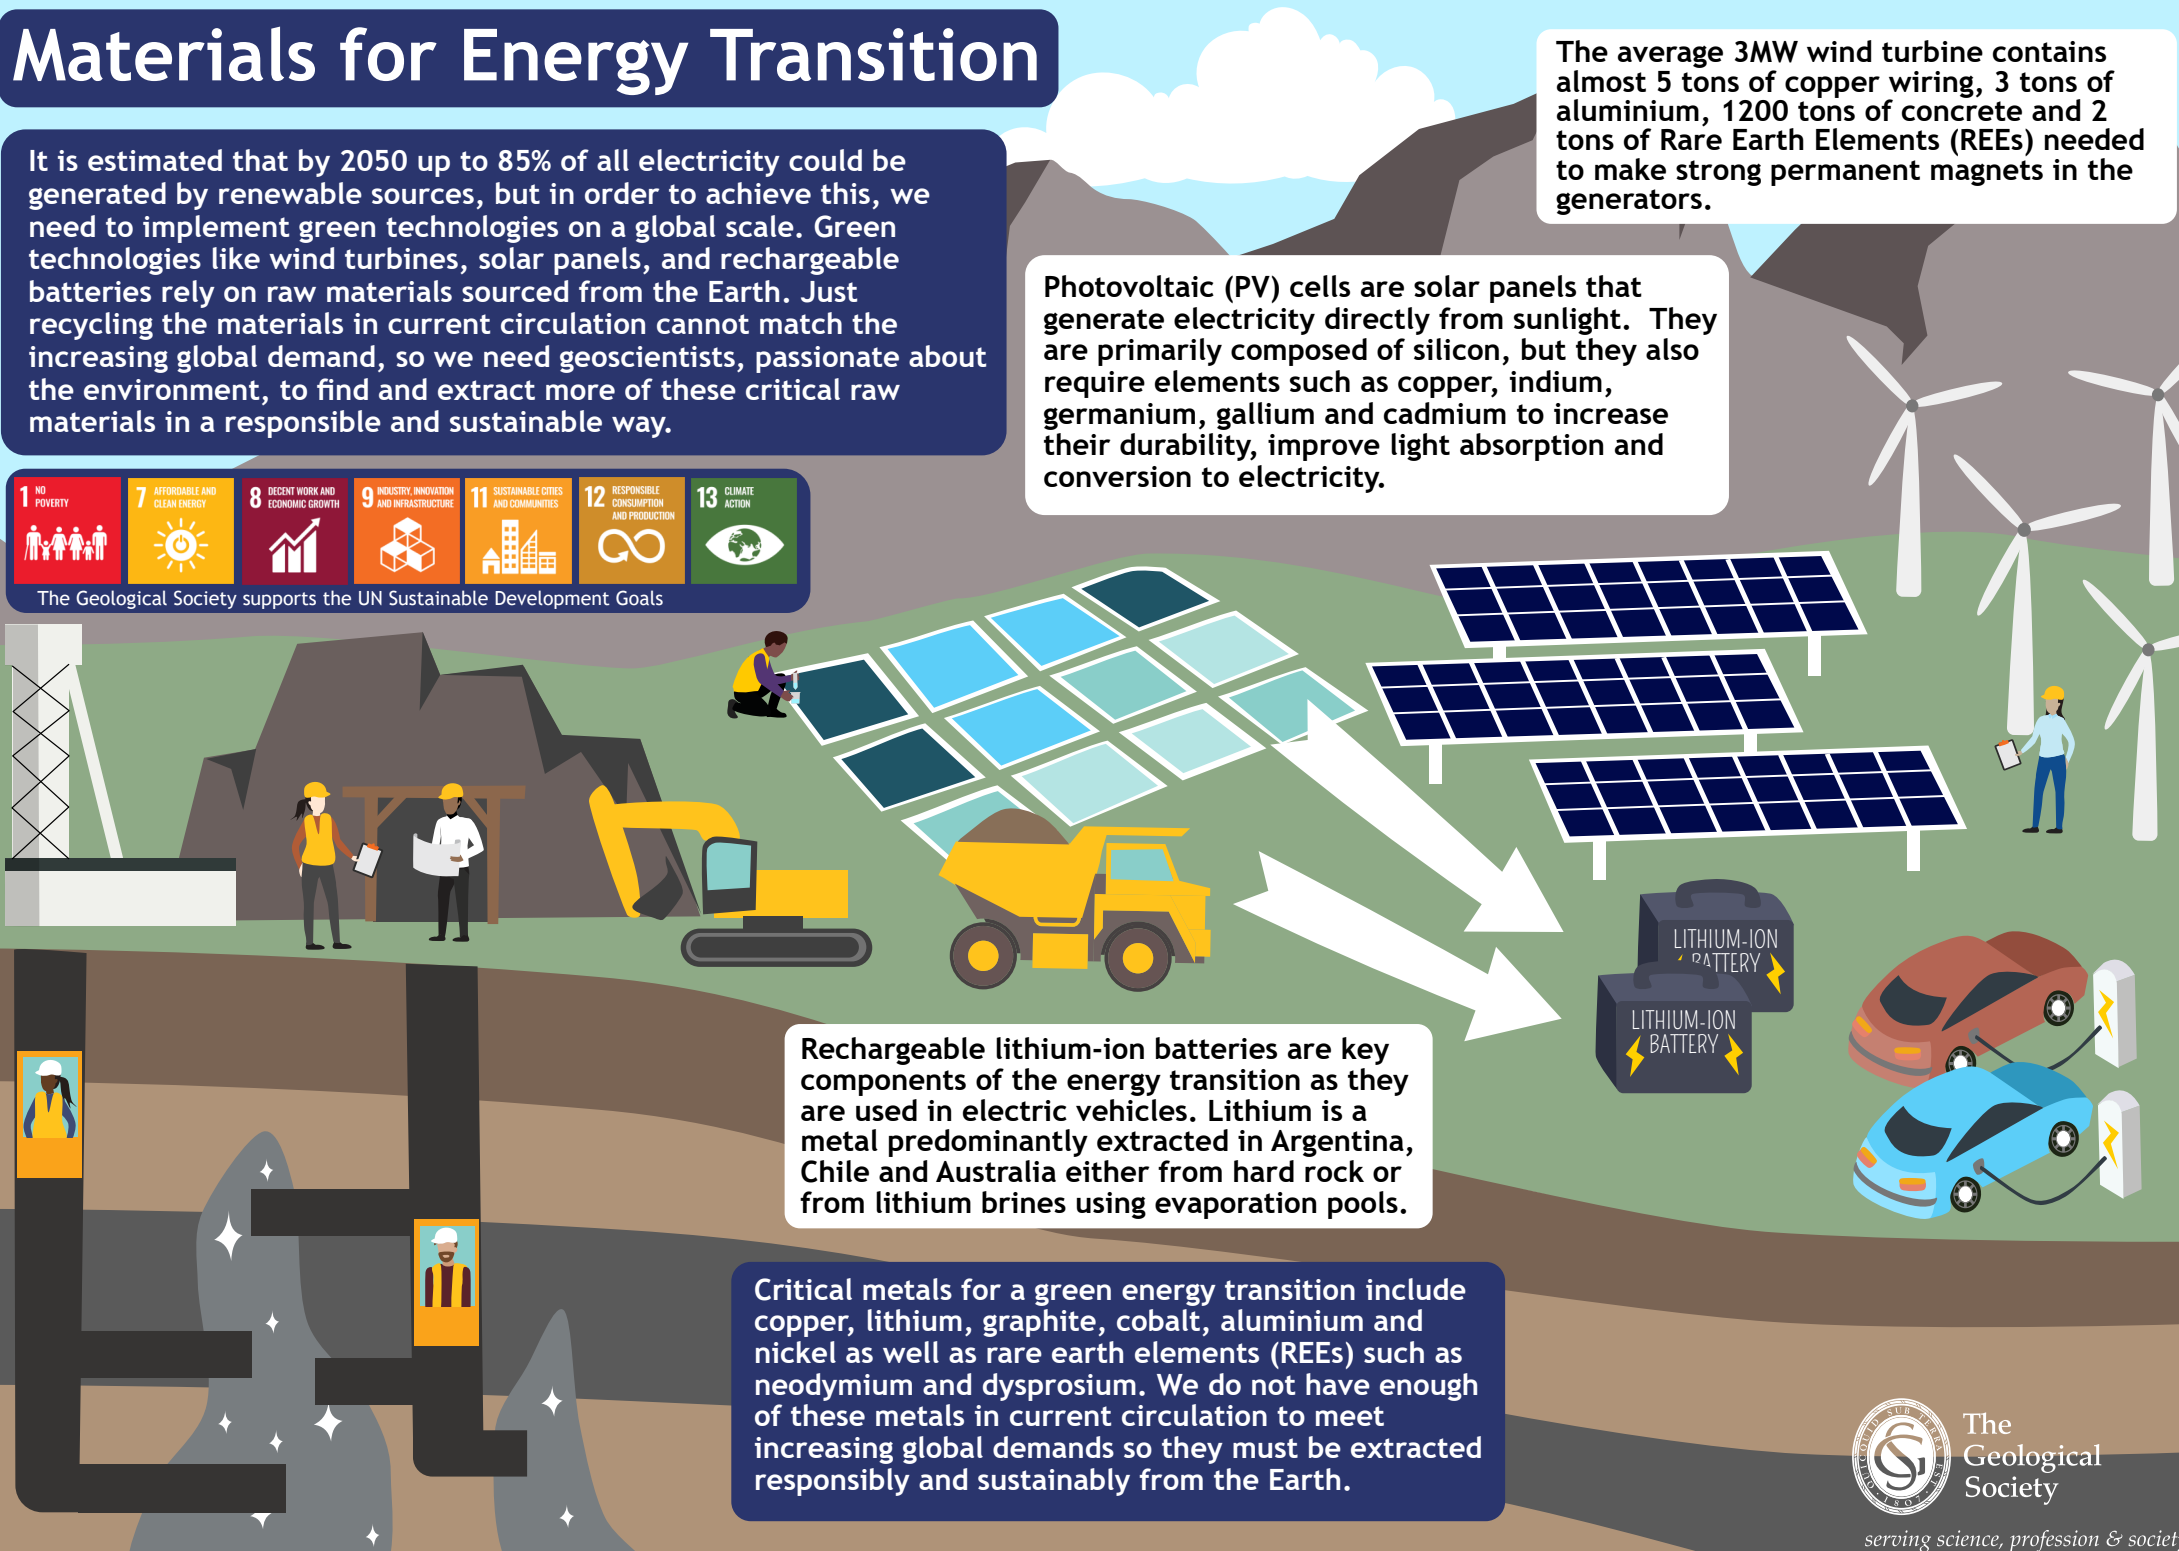 Materials for Energy Transition
It is estimated that by 2050 up to 85% of all electricity could be
generated by renewable sources, but in order to achieve this, we
need to implement green technologies on a global scale. Green
technologies like wind turbines, solar panels, and rechargeable
batteries rely on raw materials sourced from the Earth. Just
recycling the materials in current circulation cannot match the
increasing global demand, so we need geoscientists, passionate about
the environment, to find and extract more of these critical raw
materials in a responsible and sustainable way.
The average 3MW wind turbine contains
almost 5 tons of copper wiring, 3 tons of
aluminium, 1200 tons of concrete and 2
tons of Rare Earth Elements (REEs) needed
to make strong permanent magnets in the
generators.
Photovoltaic (PV) cells are solar panels that
generate electricity directly from sunlight.  They
are primarily composed of silicon, but they also
require elements such as copper, indium,
germanium, gallium and cadmium to increase
their durability, improve light absorption and
conversion to electricity.
1 NO
POVERTY
7 AFFORDABLE AND
CLEAN ENERGY
8 DECENT WORK AND
ECONOMIC GROWTH
9 INDUSTRY, INNOVATION
AND INFRASTRUCTURE
11 SUSTAINABLE CITIES
AND COMMUNITIES
12 RESPONSIBLE
CONSUMPTION
AND PRODUCTION
13 CLIMATE
ACTION
The Geological Society supports the UN Sustainable Development Goals
LITHIUM-ION
BATTERY
LITHIUM-ION
BATTERY
Rechargeable lithium-ion batteries are key
components of the energy transition as they
are used in electric vehicles. Lithium is a
metal predominantly extracted in Argentina,
Chile and Australia either from hard rock or
from lithium brines using evaporation pools.
Critical metals for a green energy transition include
copper, lithium, graphite, cobalt, aluminium and
nickel as well as rare earth elements (REEs) such as
neodymium and dysprosium. We do not have enough
of these metals in current circulation to meet
increasing global demands so they must be extracted
responsibly and sustainably from the Earth.
QUICQUID SUB TERRA EST
1807
The
Geological
Society
serving science, profession & societ